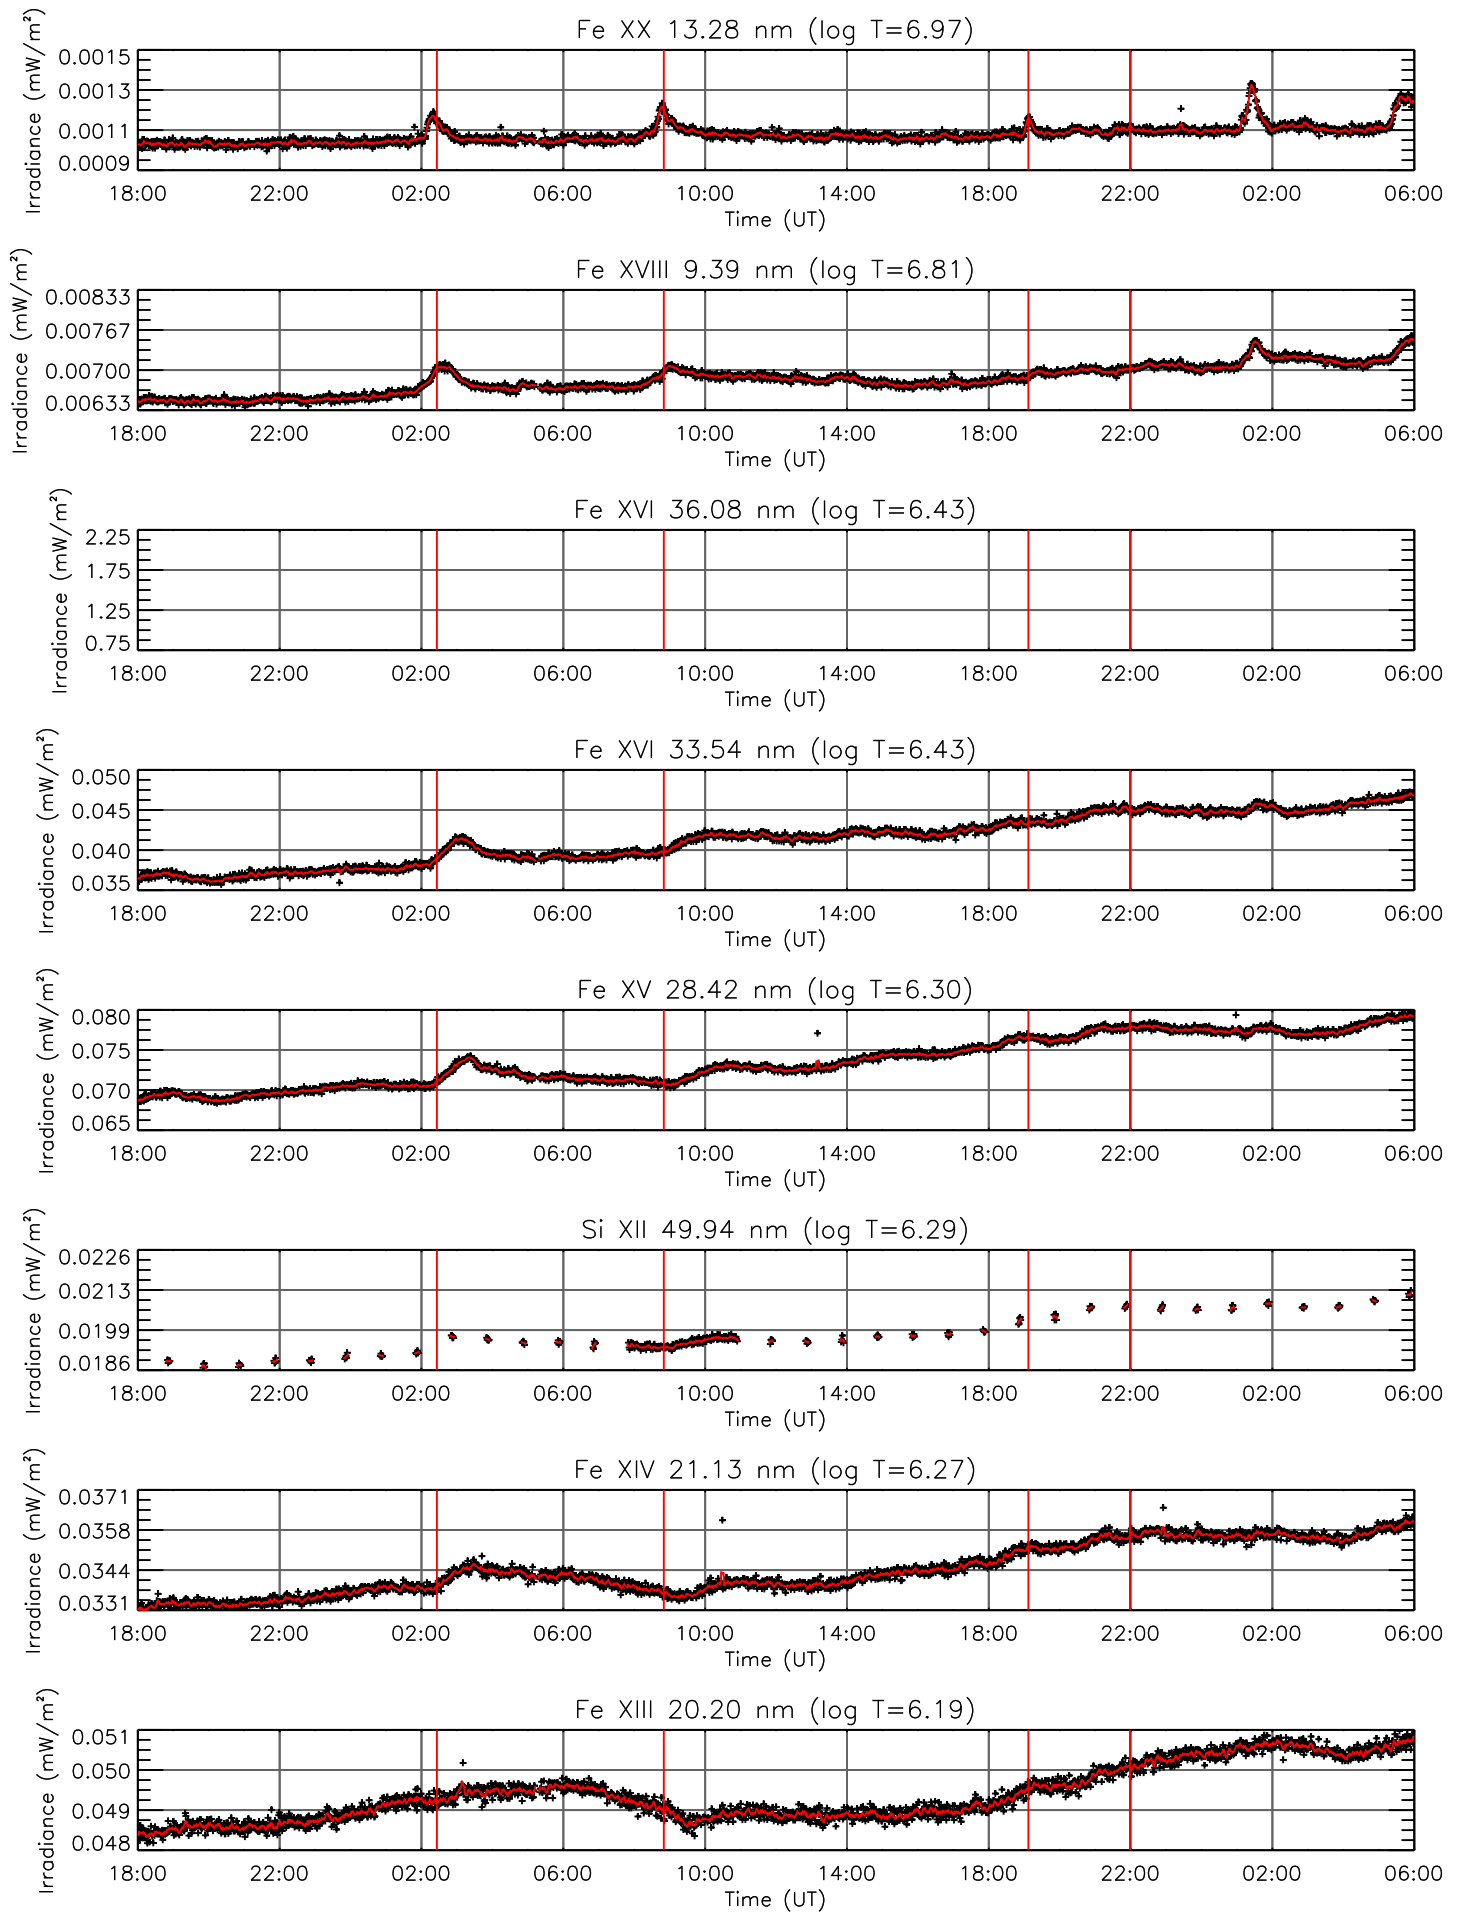 Fe XX 13.28 nm (log T=6.97)
Irradiance (mW/m²)
0.0015
0.0013
0.0011
0.0009
18:00 22:00 02:00 06:00 10:00 14:00 18:00 22:00 02:00 06:00
Time (UT)
Fe XVIII 9.39 nm (log T=6.81)
Irradiance (mW/m²)
0.00833
0.00767
0.00700
0.00633
18:00 22:00 02:00 06:00 10:00 14:00 18:00 22:00 02:00 06:00
Time (UT)
Fe XVI 36.08 nm (log T=6.43)
Irradiance (mW/m²)
2.25
1.75
1.25
0.75
18:00 22:00 02:00 06:00 10:00 14:00 18:00 22:00 02:00 06:00
Time (UT)
Fe XVI 33.54 nm (log T=6.43)
Irradiance (mW/m²)
0.050
0.045
0.040
0.035
18:00 22:00 02:00 06:00 10:00 14:00 18:00 22:00 02:00 06:00
Time (UT)
Fe XV 28.42 nm (log T=6.30)
Irradiance (mW/m²)
0.080
0.075
0.070
0.065
18:00 22:00 02:00 06:00 10:00 14:00 18:00 22:00 02:00 06:00
Time (UT)
Si XII 49.94 nm (log T=6.29)
Irradiance (mW/m²)
0.0226
0.0213
0.0199
0.0186
18:00 22:00 02:00 06:00 10:00 14:00 18:00 22:00 02:00 06:00
Time (UT)
Fe XIV 21.13 nm (log T=6.27)
Irradiance (mW/m²)
0.0371
0.0358
0.0344
0.0331
18:00 22:00 02:00 06:00 10:00 14:00 18:00 22:00 02:00 06:00
Time (UT)
Fe XIII 20.20 nm (log T=6.19)
Irradiance (mW/m²)
0.051
0.050
0.049
0.048
18:00 22:00 02:00 06:00 10:00 14:00 18:00 22:00 02:00 06:00
Time (UT)